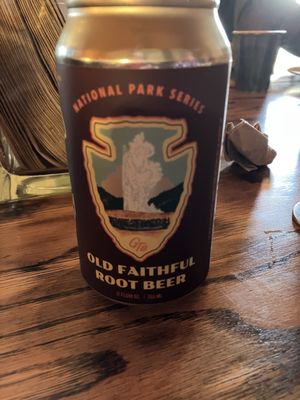 NATIONAL PARK SERIES
OLD FAITHFUL
ROOT BEER